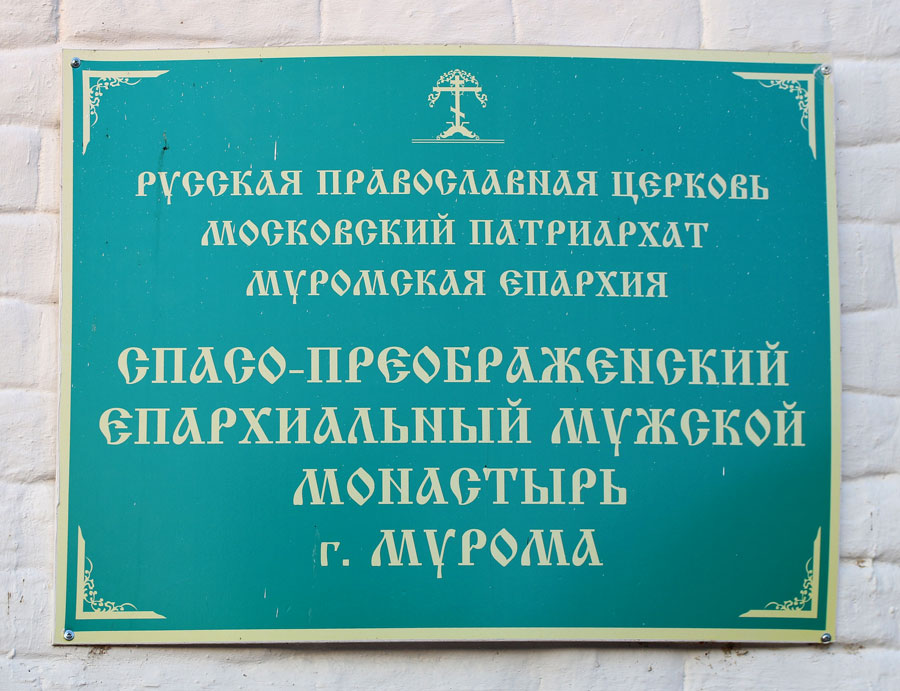 РУССКАЯ ПРАВОСЛАВНАЯ ЦЕРКОВЬ
МОСКОВСКИЙ ПАТРИАРХАТ
МУРОМСКАЯ ЕПАРХИЯ
СПАСО-ПРЕОБРАЖЕНСКИЙ
ЕПАРХИАЛЬНЫЙ МУЖСКОЙ
МОНАСТЫРЬ
г. МУРОМА